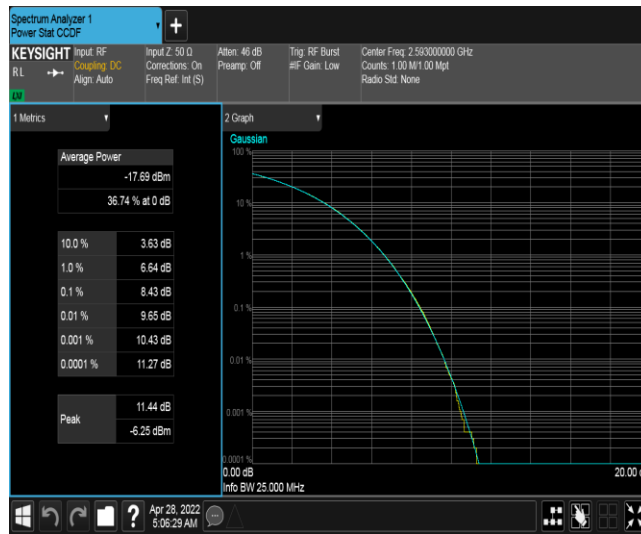 Spectrum Analyzer 1
Power Stat CCDF
+
KEYSIGHT
RL
Input: RF
Coupling: DC
Align: Auto
Input Z: 50 Ω
Corrections: On
Freq Ref: Int (S)
Atten: 46 dB
Preamp: Off
Trig: RF Burst
#IF Gain: Low
Center Freq: 2.593000000 GHz
Counts: 1.00 M/1.00 Mpt
Radio Std: None
1 Metrics
Average Power
-17.69 dBm
36.74 % at 0 dB
10.0 % 3.63 dB
1.0 % 6.64 dB
0.1 % 8.43 dB
0.01 % 9.65 dB
0.001 % 10.43 dB
0.0001 % 11.27 dB
Peak
11.44 dB
-6.25 dBm
2 Graph
Gaussian
100 %
10 %
1 %
0.1 %
0.01 %
0.001 %
0.0001 %
0.00 dB
20.00
Info BW 25.000 MHz
?
Apr 28, 2022
5:06:29 AM